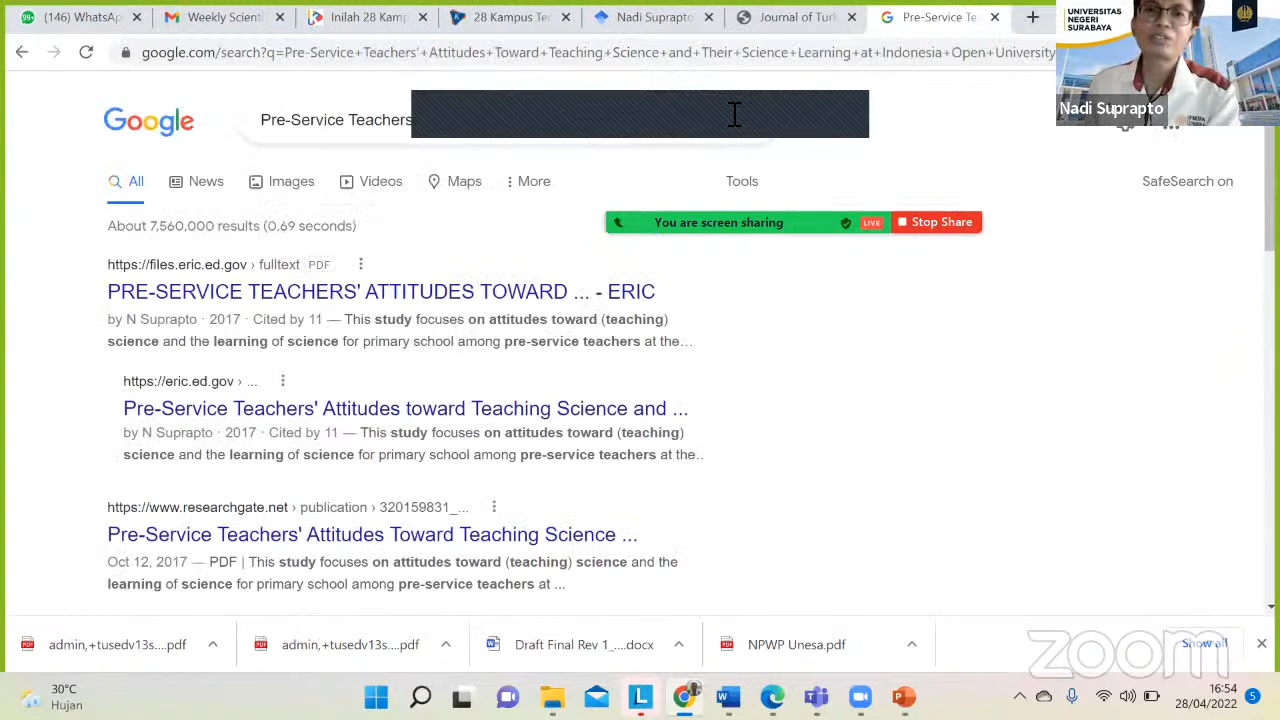 99+
Weekly Scienti
Inilah 28 Kampus
28 Kampus Te
Nadi Suprapto
Journal of Turk
Pre-Service Te
google.com/search?q=Pre-Service+Teachers+Attitudes+Toward+Teaching+Science+and+Their+Science+Learning+at+Indonesia+Open+University
UNIVERSITAS
NEGERI
SURABAYA
Nadi Suprapto
Google
Pre-Service Teachers
All
News
Images
Videos
Maps
More
Tools
SafeSearch on
About 7,560,000 results (0.69 seconds)
You are screen sharing
LIVE
Stop Share
https://files.eric.ed.gov › fulltext PDF
PRE-SERVICE TEACHERS' ATTITUDES TOWARD ... - ERIC
by N Suprapto · 2017 · Cited by 11 — This study focuses on attitudes toward (teaching)
science and the learning of science for primary school among pre-service teachers at the...
https://eric.ed.gov › ...
Pre-Service Teachers' Attitudes toward Teaching Science and ...
by N Suprapto · 2017 · Cited by 11 — This study focuses on attitudes toward (teaching)
science and the learning of science for primary school among pre-service teachers at the..
https://www.researchgate.net › publication › 320159831_...
Pre-Service Teachers' Attitudes Toward Teaching Science ...
Oct 12, 2017 — PDF | This study focuses on attitudes toward (teaching) science and the
learning of science for primary school among pre-service teachers at ...
admin,+tusedv13s....pdf
admin,+tusedv13s....pdf
Draft Final Rev 1_....docx
NPWP Unesa.pdf
Show all
zoom
30°C
Hujan
16:54
28/04/2022
5